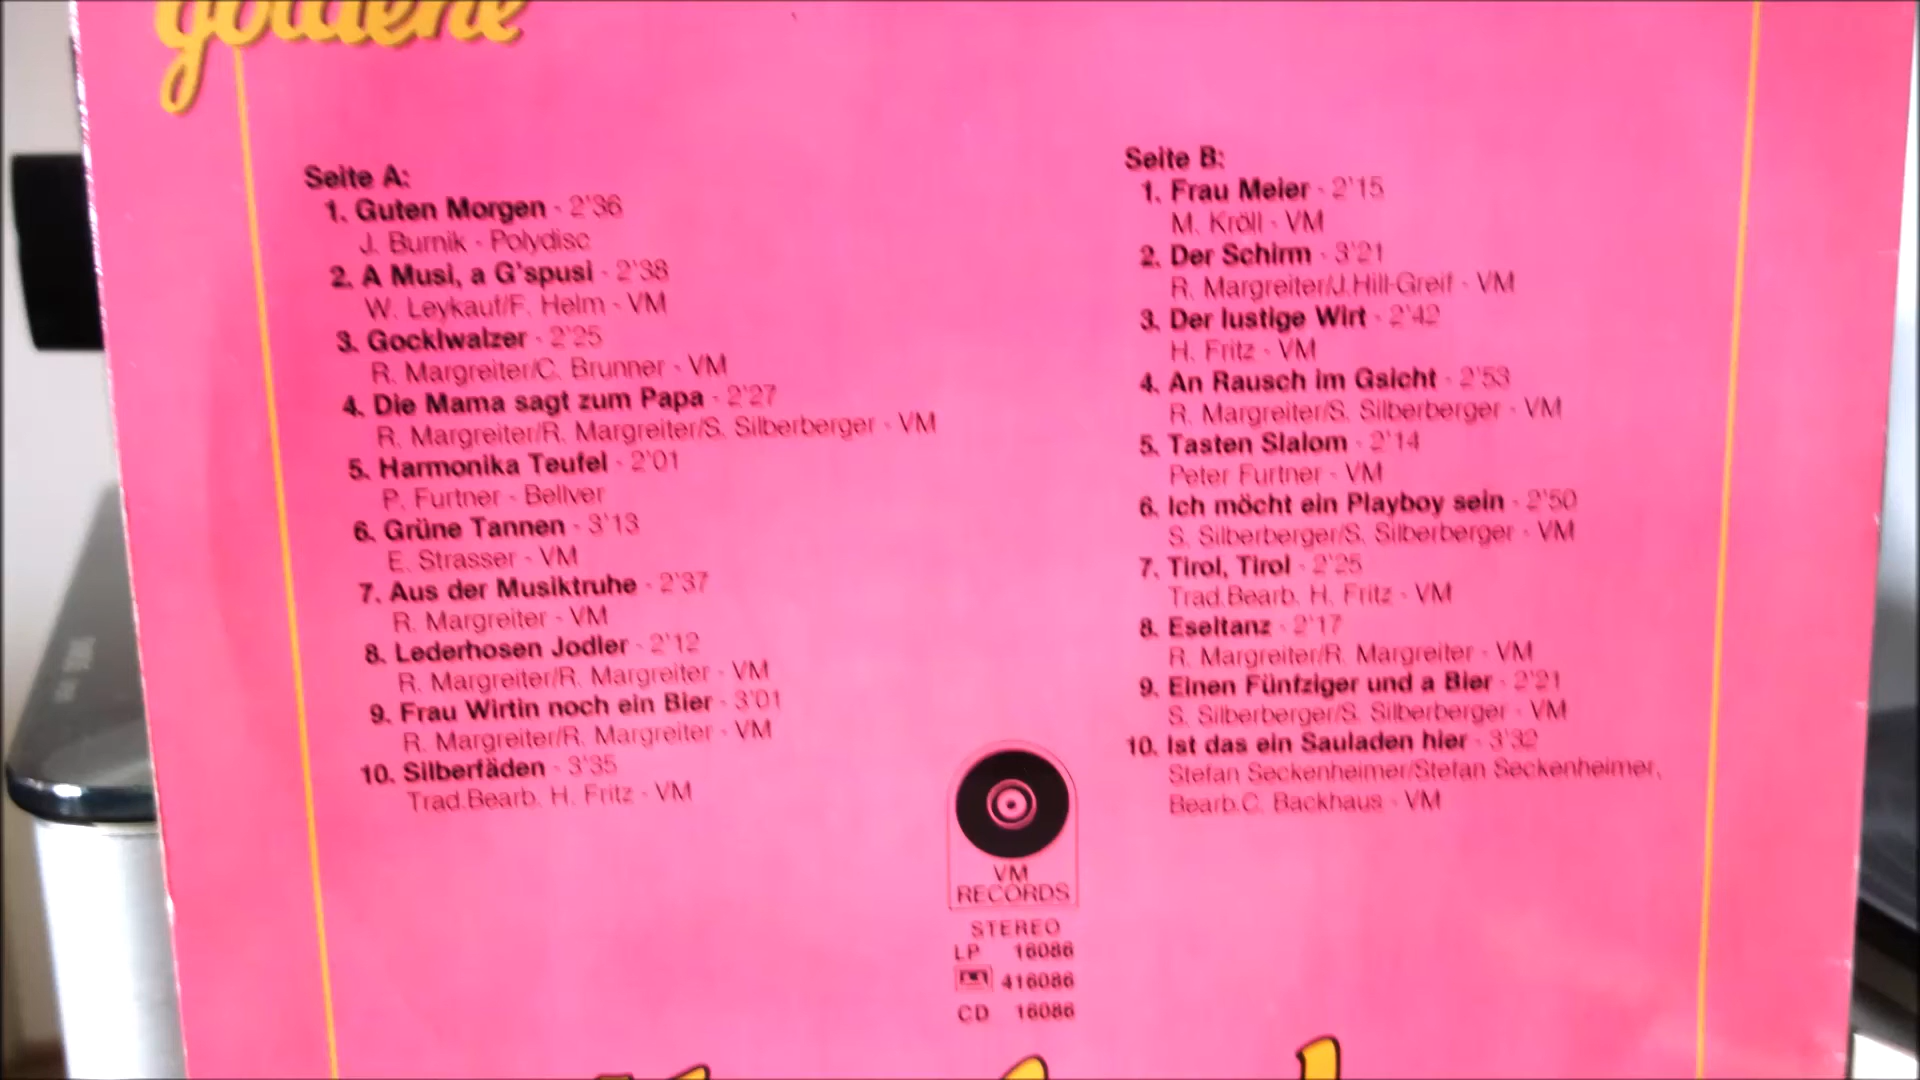 goldene
Seite A:
1. Guten Morgen - 2'36
J. Burnik - Polydisc
2. A Musi, a G'spusi - 2'38
W. Leykauf/F. Helm - VM
3. Gocklwalzer - 2'25
R. Margreiter/C. Brunner - VM
4. Die Mama sagt zum Papa - 2'27
R. Margreiter/R. Margreiter/S. Silberberger - VM
5. Harmonika Teufel - 2'01
P. Furtner - Bellver
6. Grüne Tannen - 3'13
E. Strasser - VM
7. Aus der Musiktruhe - 2'37
R. Margreiter - VM
8. Lederhosen Jodler - 2'12
R. Margreiter/R. Margreiter - VM
9. Frau Wirtin noch ein Bier - 3'01
R. Margreiter/R. Margreiter - VM
10. Silberfäden - 3'35
Trad.Bearb. H. Fritz - VM
Seite B:
1. Frau Meier - 2'15
M. Kröll - VM
2. Der Schirm - 3'21
R. Margreiter/J.Hill-Greif - VM
3. Der lustige Wirt - 2'42
H. Fritz - VM
4. An Rausch im Gsicht - 2'53
R. Margreiter/S. Silberberger - VM
5. Tasten Slalom - 2'14
Peter Furtner - VM
6. Ich möcht ein Playboy sein - 2'50
S. Silberberger/S. Silberberger - VM
7. Tirol, Tirol - 2'25
Trad.Bearb. H. Fritz - VM
8. Eseltanz - 2'17
R. Margreiter/R. Margreiter - VM
9. Einen Fünfziger und a Bier - 2'21
S. Silberberger/S. Silberberger - VM
10. Ist das ein Sauladen hier - 3'32
Stefan Seckenheimer/Stefan Seckenheimer,
Bearb.C. Backhaus - VM
VM
RECORDS
STEREO
LP 16086
416086
CD 16086